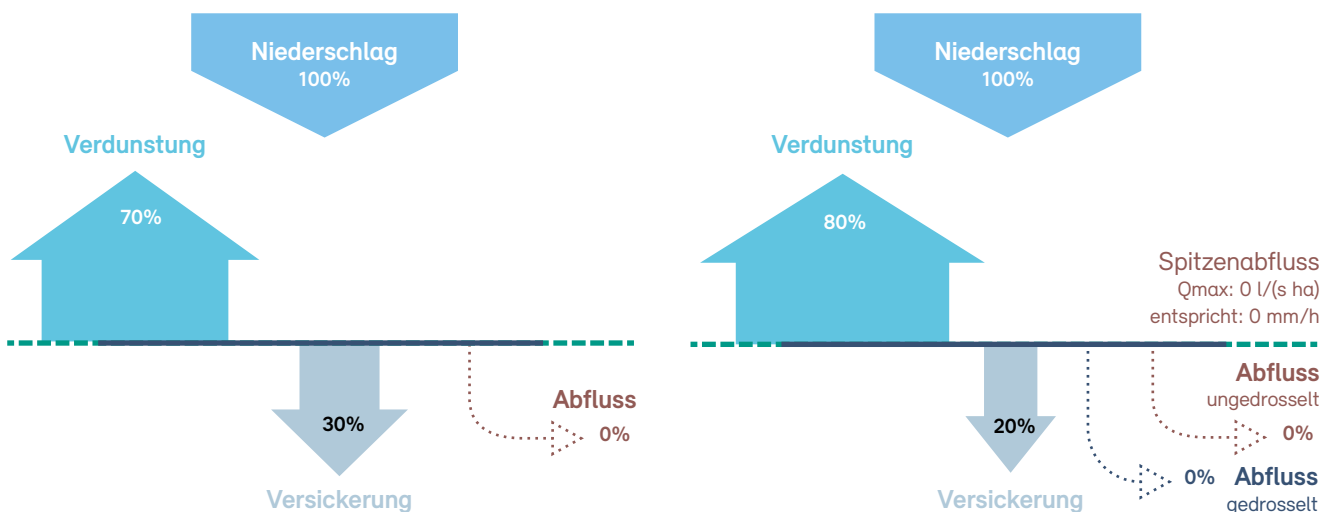 Niederschlag
100%
Verdunstung
70%
30%
Abfluss
0%
Versickerung
Niederschlag
100%
Verdunstung
80%
Spitzenabfluss
Qmax: 0 l/(s ha)
entspricht: 0 mm/h
Abfluss
ungedrosselt
20%
0%
0% Abfluss
gedrosselt
Versickerung